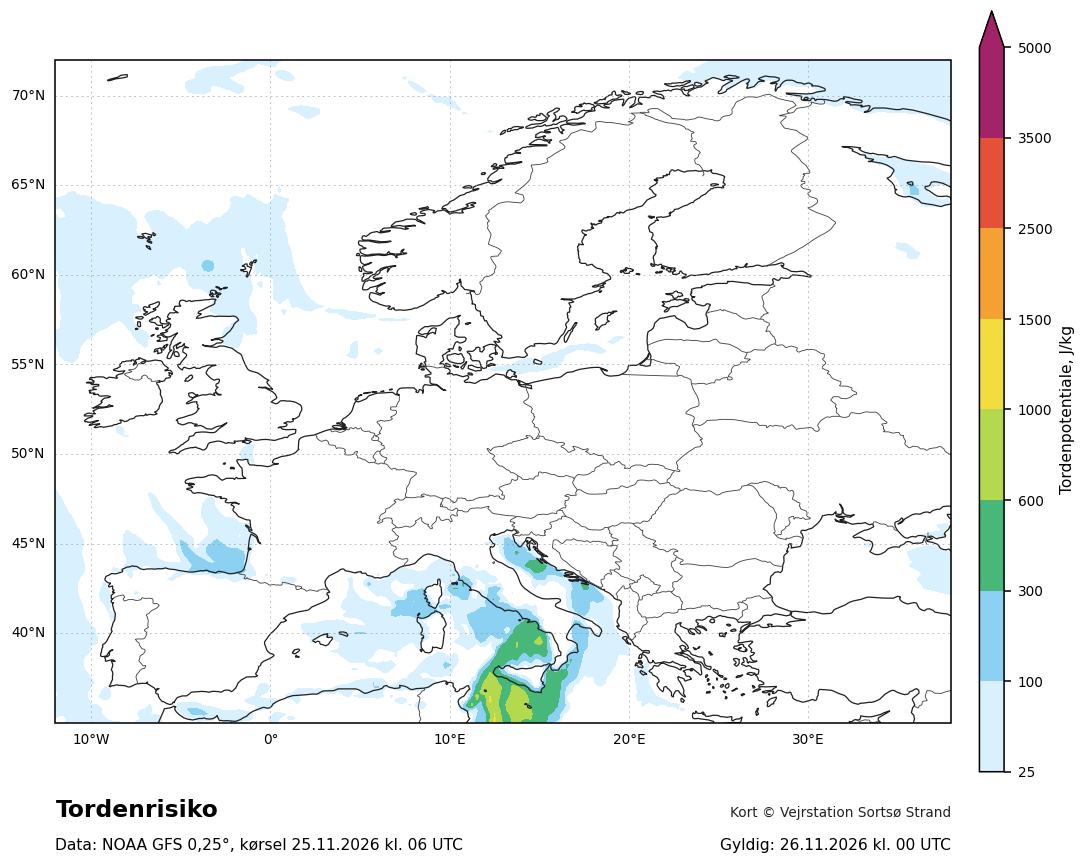 70°N
65°N
60°N
55°N
50°N
45°N
40°N
10°W
0°
10°E
20°E
30°E
5000
3500
2500
1500
1000
600
300
100
25
Tordenpotentiale, J/kg
Tordenrisiko
Kort © Vejrstation Sortsø Strand
Data: NOAA GFS 0,25°, kørsel 25.11.2026 kl. 06 UTC
Gyldig: 26.11.2026 kl. 00 UTC